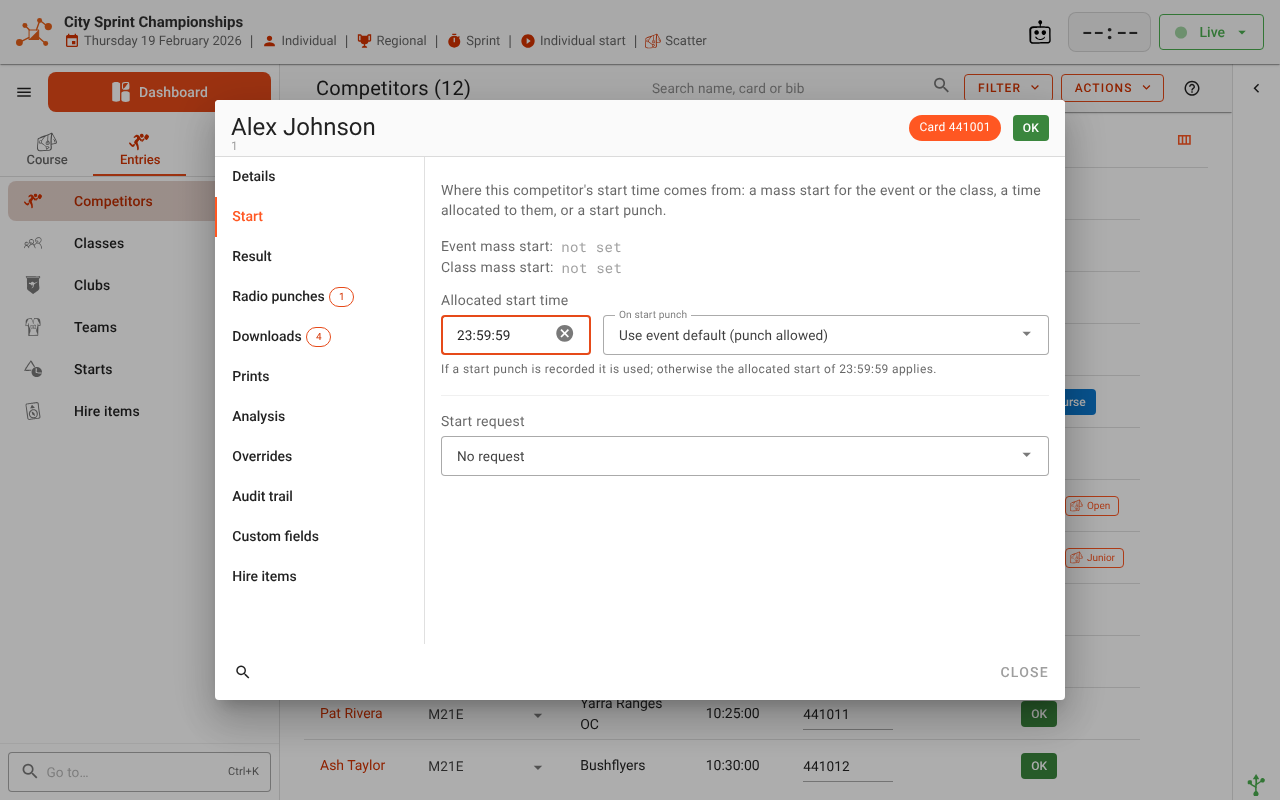 City Sprint Championships
Thursday 19 February 2026 | Individual | Regional | Sprint | Individual start | Scatter
--:--
Live
Dashboard
Competitors (12)
Search name, card or bib
FILTER
ACTIONS
Course
Entries
Competitors
Classes
Clubs
Teams
Starts
Hire items
Go to…
Ctrl+K
Alex Johnson
1
Card 441001
OK
Details
Start
Result
Radio punches 1
Downloads 4
Prints
Analysis
Overrides
Audit trail
Custom fields
Hire items
Where this competitor's start time comes from: a mass start for the event or the class, a time
allocated to them, or a start punch.
Event mass start: not set
Class mass start: not set
Allocated start time
23:59:59
On start punch
Use event default (punch allowed)
If a start punch is recorded it is used; otherwise the allocated start of 23:59:59 applies.
Start request
No request
CLOSE
Open
Junior
Pat Rivera M21E Yarra Ranges
OC 10:25:00 441011 OK
Ash Taylor M21E Bushflyers 10:30:00 441012 OK